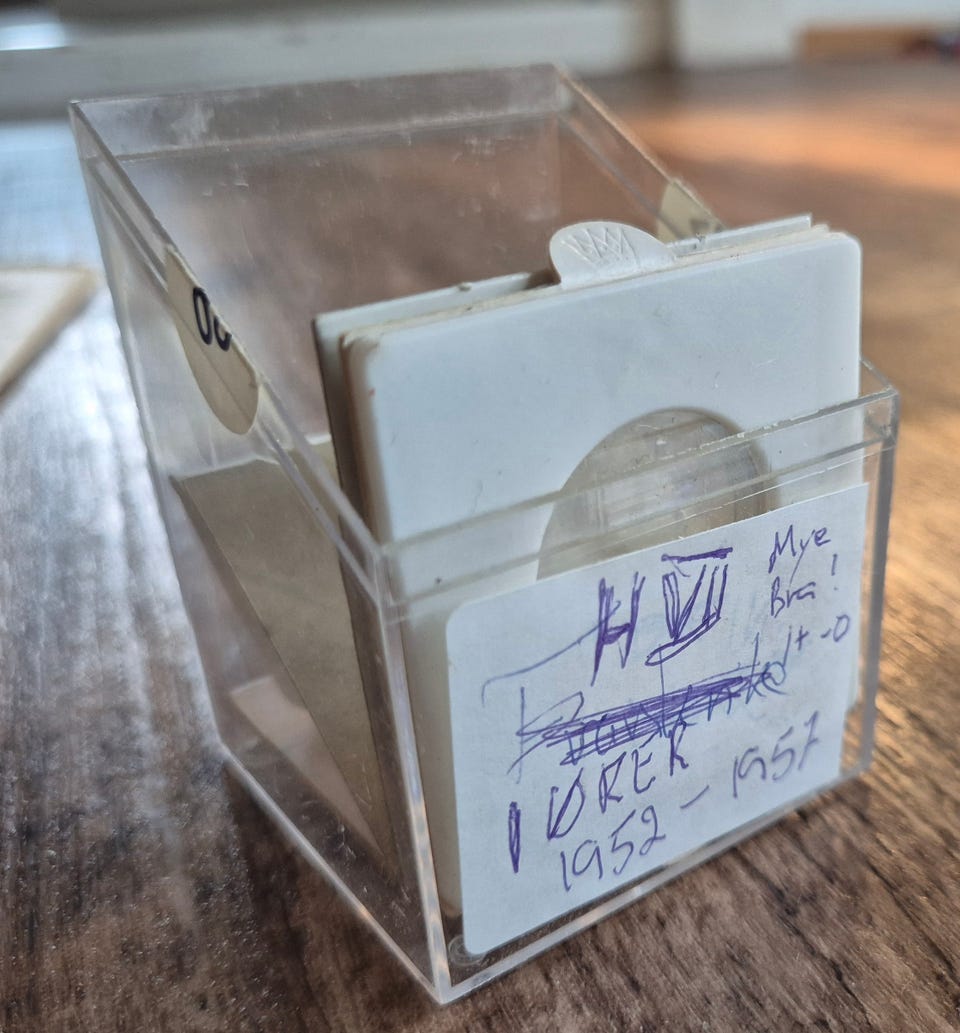 H VII
Mye
Bra!
1+ -0
1 ØRER
1952 - 1957